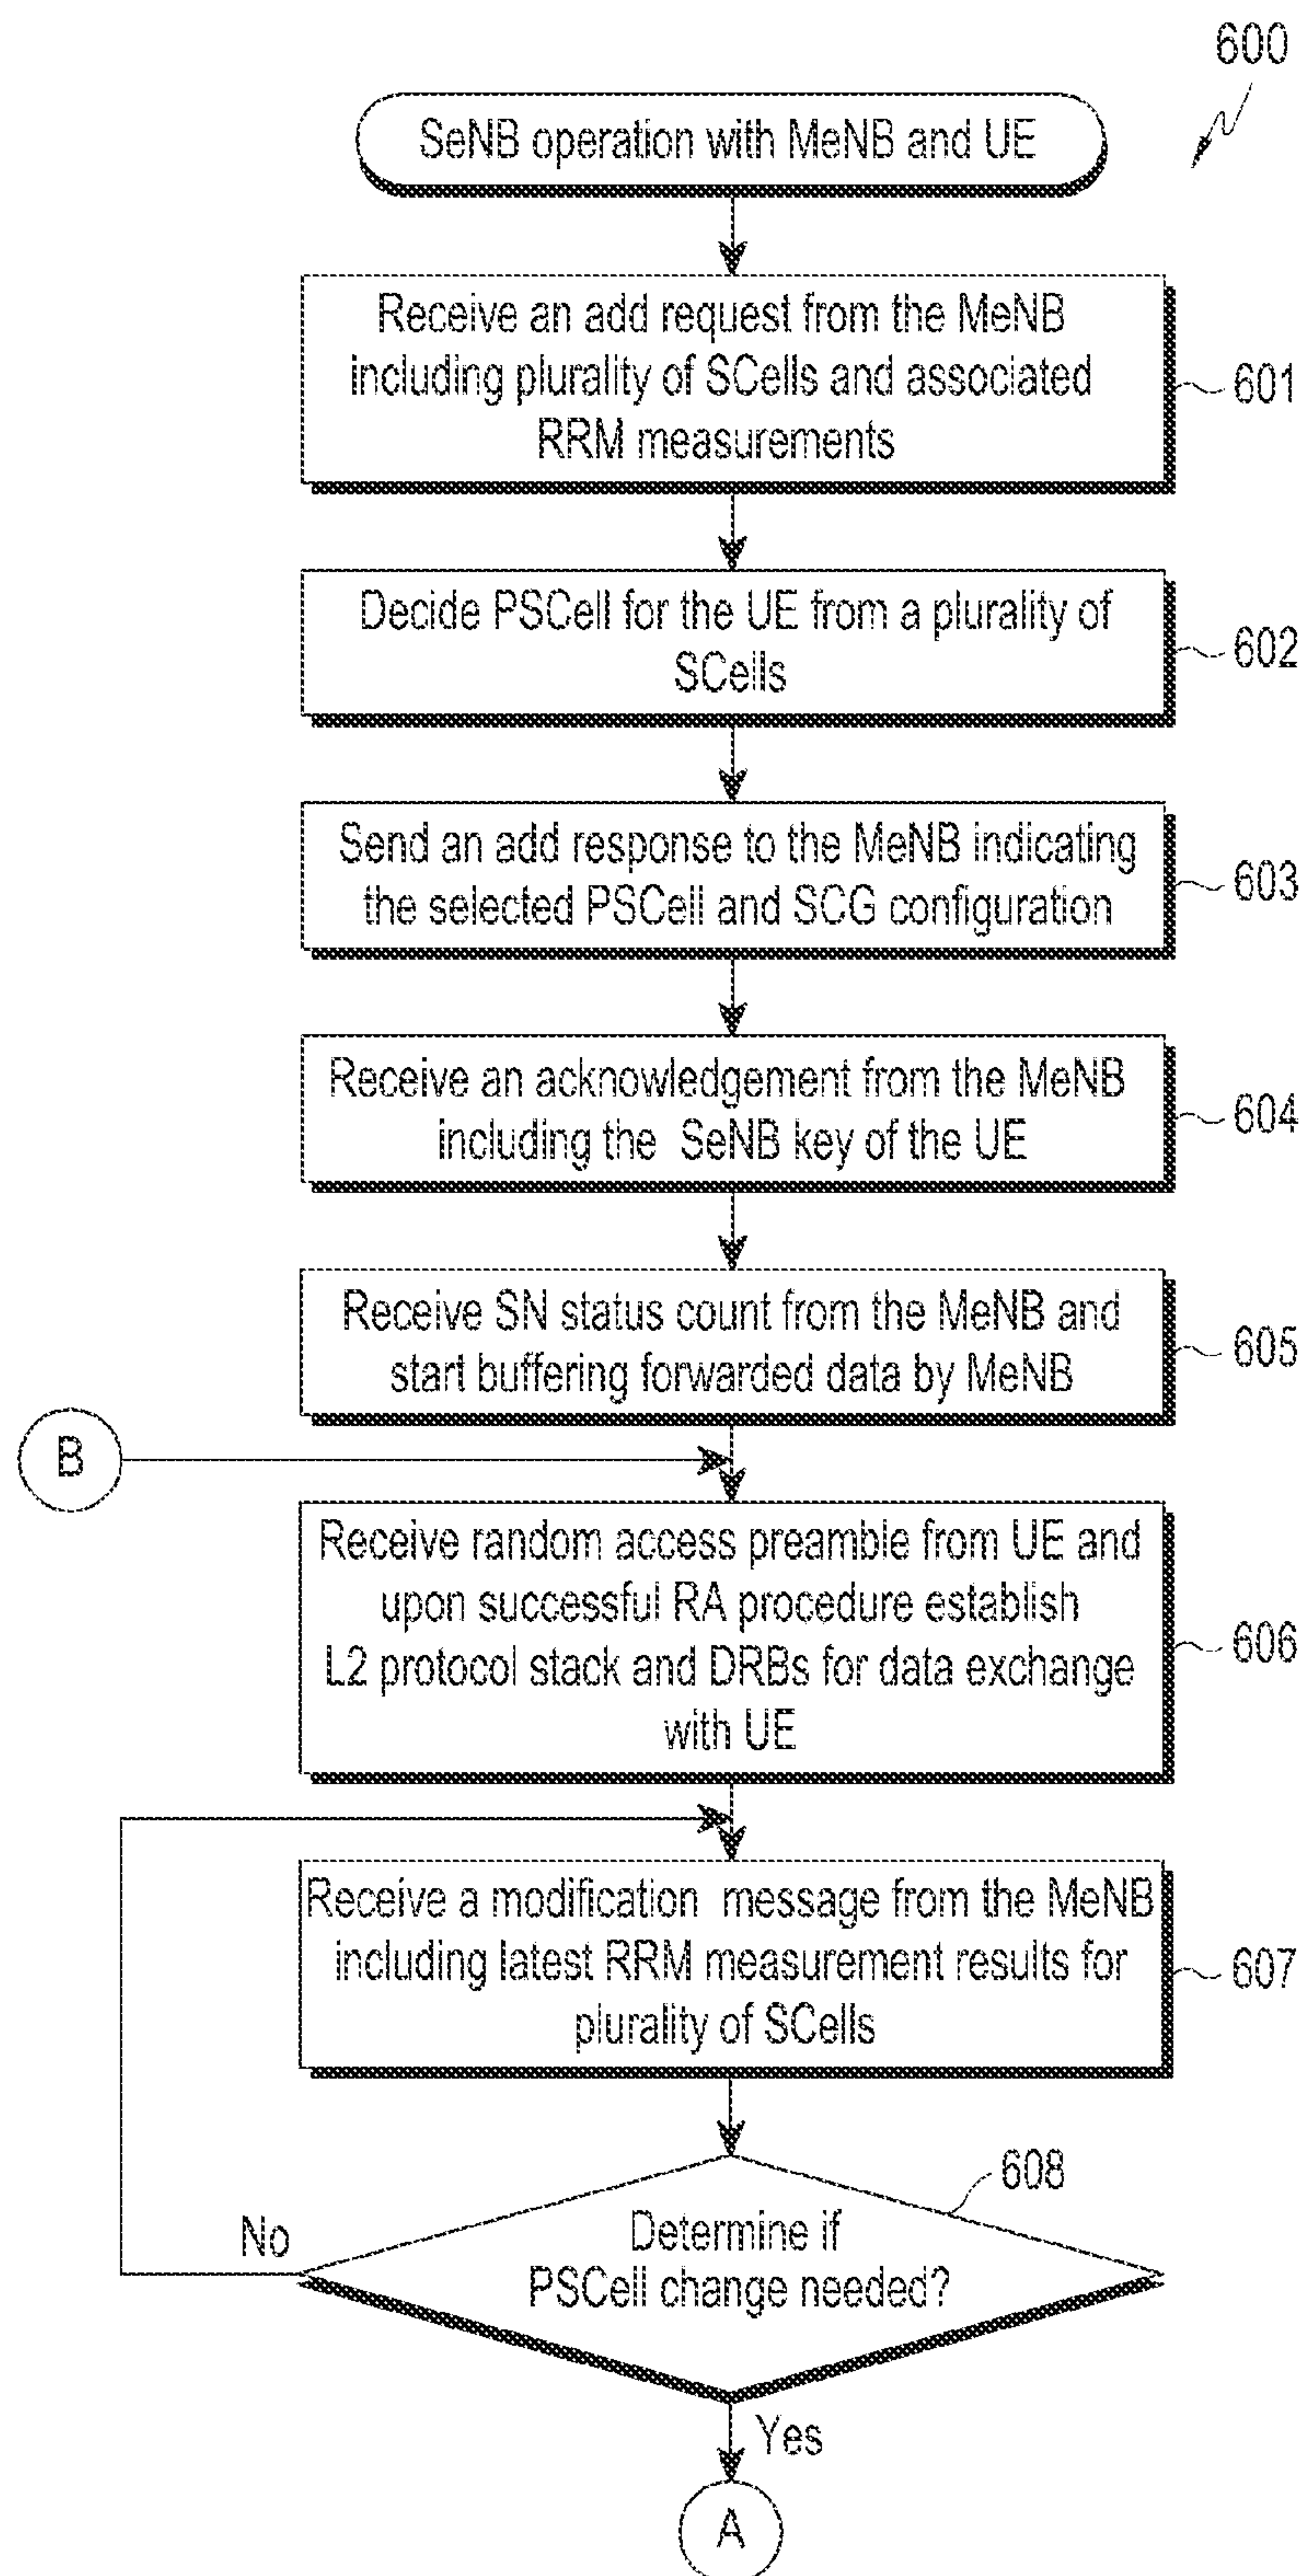 600
SeNB operation with MeNB and UE
Receive an add request from the MeNB
including plurality of SCells and associated
RRM measurements
601
Decide PSCell for the UE from a plurality of
SCells
602
Send an add response to the MeNB indicating
the selected PSCell and SCG configuration
603
Receive an acknowledgement from the MeNB
including the SeNB key of the UE
604
Receive SN status count from the MeNB and
start buffering forwarded data by MeNB
605
B
Receive random access preamble from UE and
upon successful RA procedure establish
L2 protocol stack and DRBs for data exchange
with UE
606
Receive a modification message from the MeNB
including latest RRM measurement results for
plurality of SCells
607
608
Determine if
PSCell change needed?
No
Yes
A